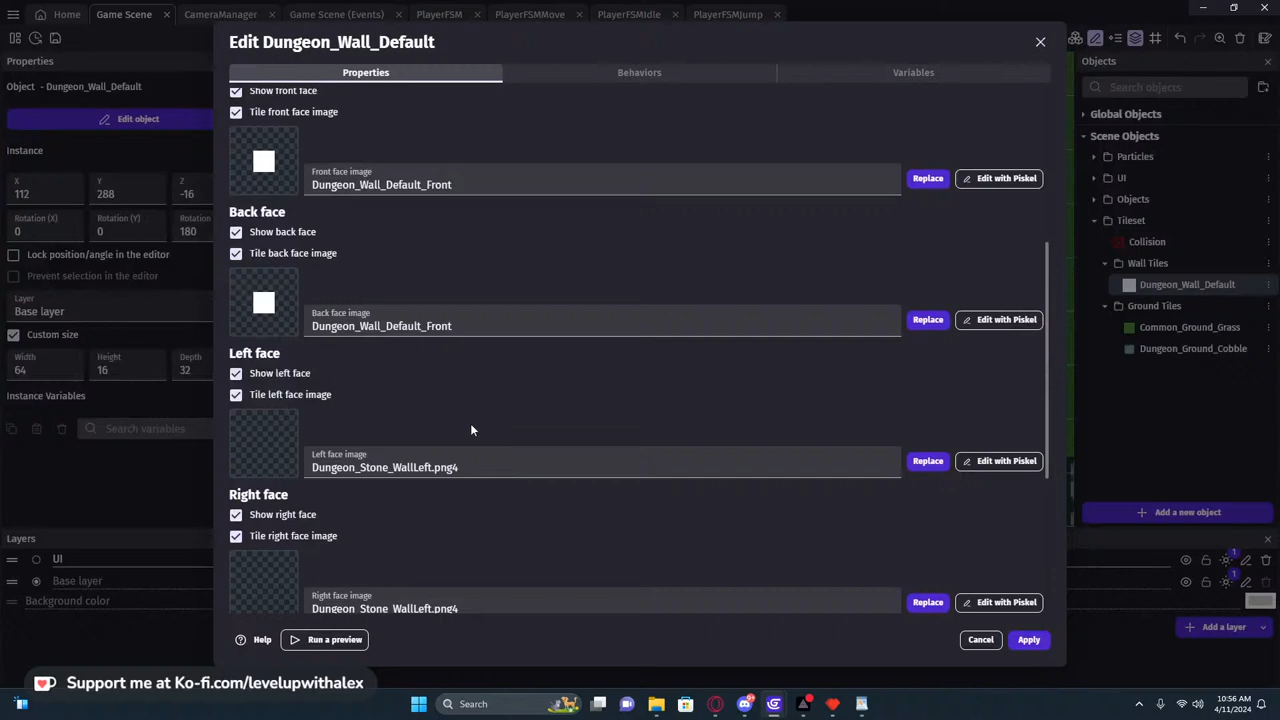 Home
Game Scene
CameraManager
Game Scene (Events)
PlayerFSM
PlayerFSMMove
PlayerFSMIdle
PlayerFSMJump
Edit Dungeon_Wall_Default
Properties
Behaviors
Variables
Properties
Object - Dungeon_Wall_Default
Edit object
Instance
X
112
Y
288
Z
-16
Rotation (X)
0
Rotation (Y)
0
Rotation
180
Lock position/angle in the editor
Prevent selection in the editor
Layer
Base layer
Custom size
Width
64
Height
16
Depth
32
Instance Variables
Search variables
Show front face
Tile front face image
Front face image
Dungeon_Wall_Default_Front
Replace
Edit with Piskel
Back face
Show back face
Tile back face image
Back face image
Dungeon_Wall_Default_Front
Replace
Edit with Piskel
Left face
Show left face
Tile left face image
Left face image
Dungeon_Stone_WallLeft.png4
Replace
Edit with Piskel
Right face
Show right face
Tile right face image
Right face image
Dungeon_Stone_WallLeft.png4
Replace
Edit with Piskel
Help
Run a preview
Cancel
Apply
Objects
Search objects
Global Objects
Scene Objects
Particles
UI
Objects
Tileset
Collision
Wall Tiles
Dungeon_Wall_Default
Ground Tiles
Common_Ground_Grass
Dungeon_Ground_Cobble
Add a new object
Layers
UI
1
Base layer
1
Background color
Add a layer
Support me at Ko-fi.com/levelupwithalex
Search
10:56 AM
4/11/2024